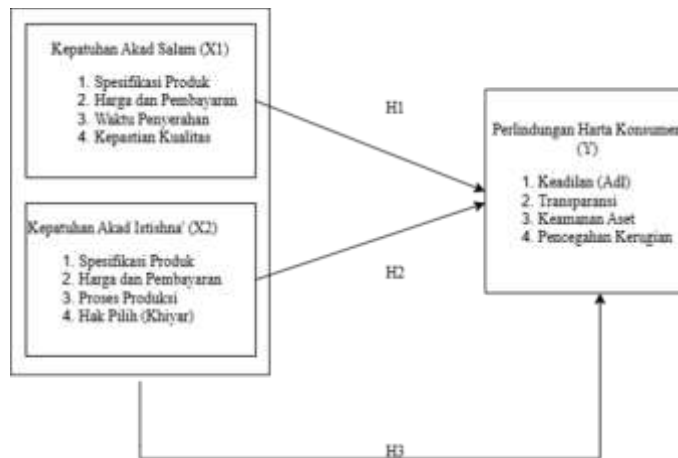 Kepatuhan Akad Salam (X1)
1. Spesifikasi Produk
2. Harga dan Pembayaran
3. Waktu Penyerahan
4. Kepastian Kualitas
H1
Perlindungan Harta Konsumen
(Y)
1. Keadilan (Adl)
2. Transparansi
3. Keamanan Aset
4. Pencegahan Kerugian
Kepatuhan Akad Istishna' (X2)
1. Spesifikasi Produk
2. Harga dan Pembayaran
3. Proses Produksi
4. Hak Pilih (Khiyar)
H2
H3